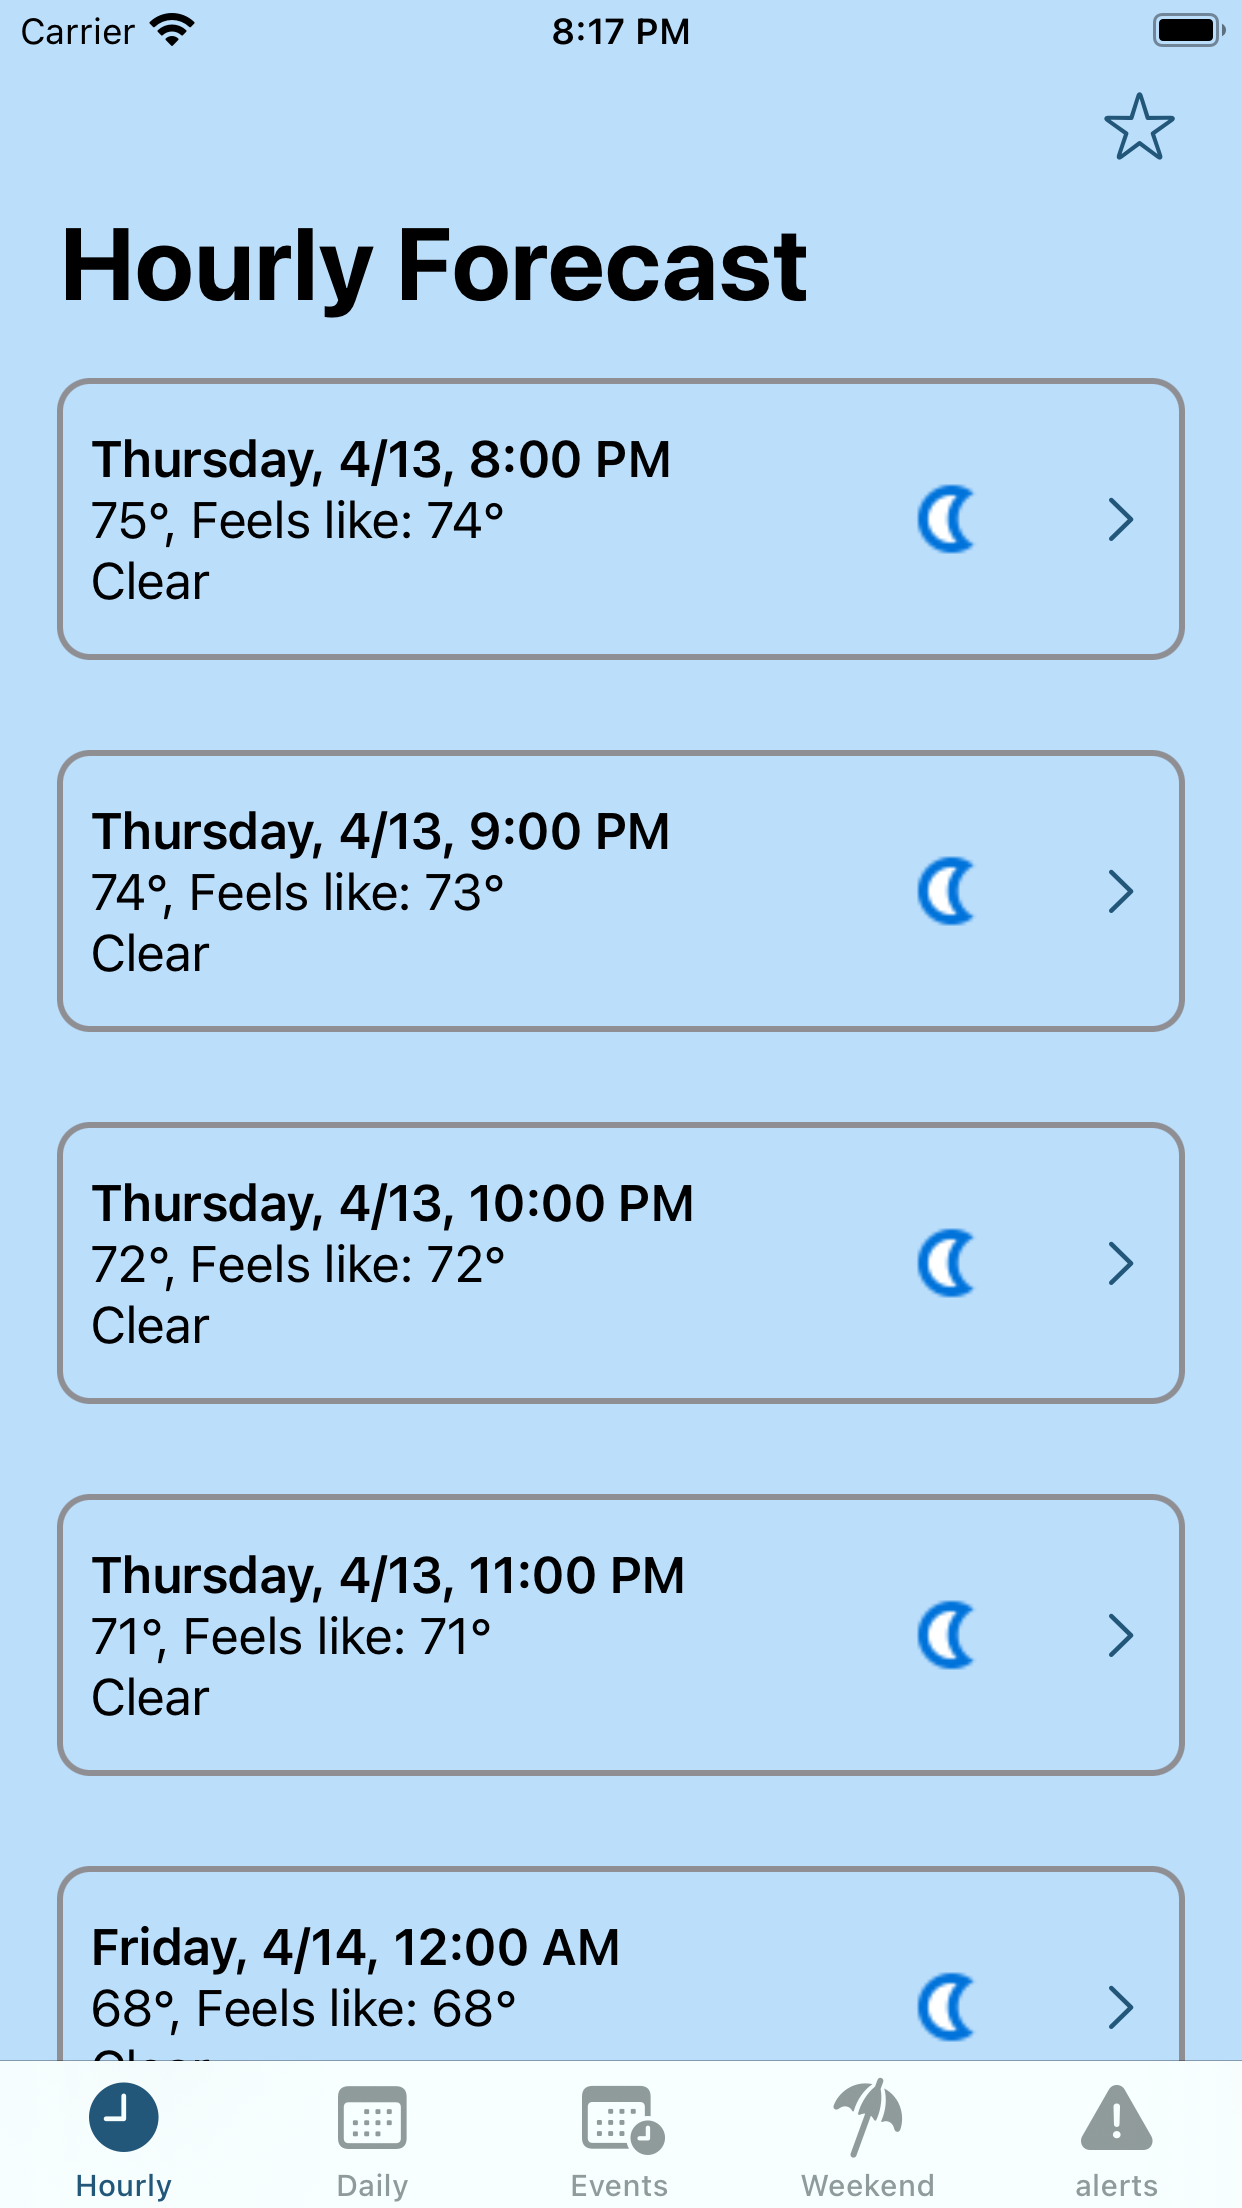 Carrier 8:17 PM
Hourly Forecast
Thursday, 4/13, 8:00 PM
75°, Feels like: 74°
Clear
Thursday, 4/13, 9:00 PM
74°, Feels like: 73°
Clear
Thursday, 4/13, 10:00 PM
72°, Feels like: 72°
Clear
Thursday, 4/13, 11:00 PM
71°, Feels like: 71°
Clear
Friday, 4/14, 12:00 AM
68°, Feels like: 68°
Hourly Daily Events Weekend alerts